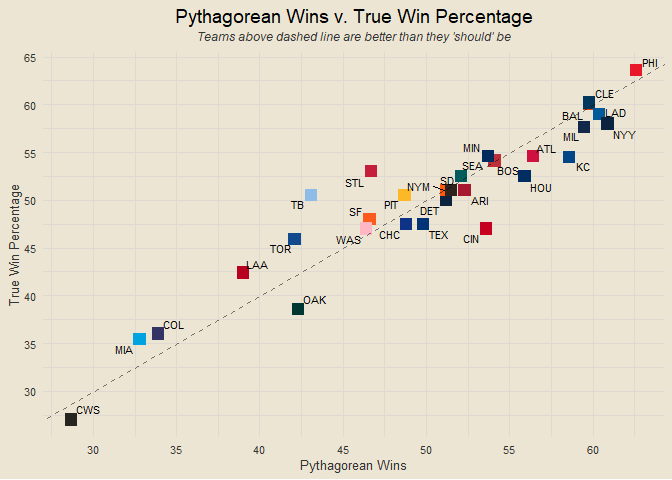 Pythagorean Wins v. True Win Percentage
Teams above dashed line are better than they 'should' be
65
PHI
60
CLE
LAD
BAL
NYY
MIL
55
MIN
ATL
KC
SEA
BOS
STL
SD
NYM
HOU
50
TB
PIT
ARI
SF
DET
WAS
CHC
TEX
CIN
45
TOR
LAA
40
OAK
COL
35
MIA
30
CWS
30
35
40
45
50
55
60
True Win Percentage
Pythagorean Wins